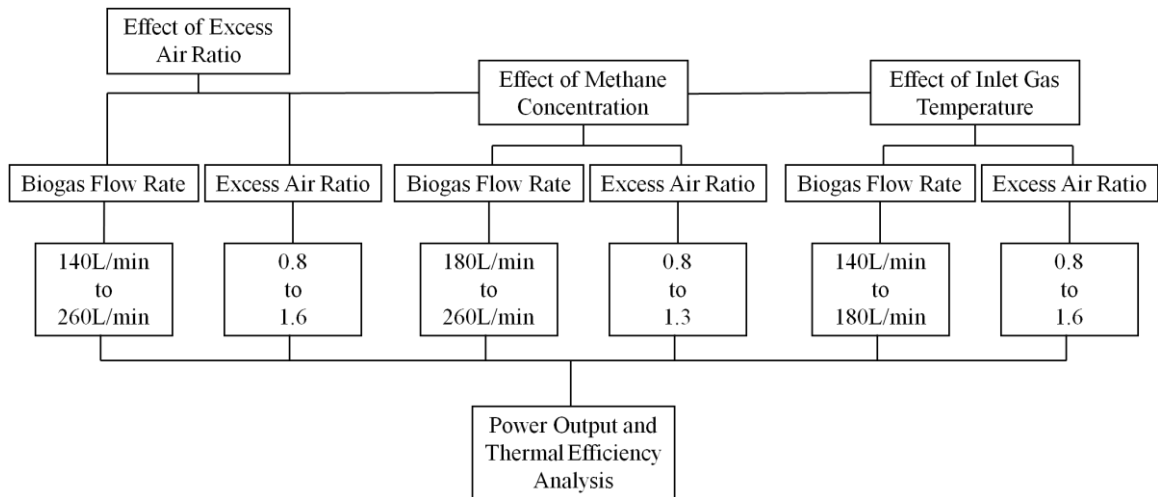 Effect of Excess
Air Ratio
Effect of Methane
Concentration
Effect of Inlet Gas
Temperature
Biogas Flow Rate
Excess Air Ratio
Biogas Flow Rate
Excess Air Ratio
Biogas Flow Rate
Excess Air Ratio
140L/min
to
260L/min
0.8
to
1.6
180L/min
to
260L/min
0.8
to
1.3
140L/min
to
180L/min
0.8
to
1.6
Power Output and
Thermal Efficiency
Analysis